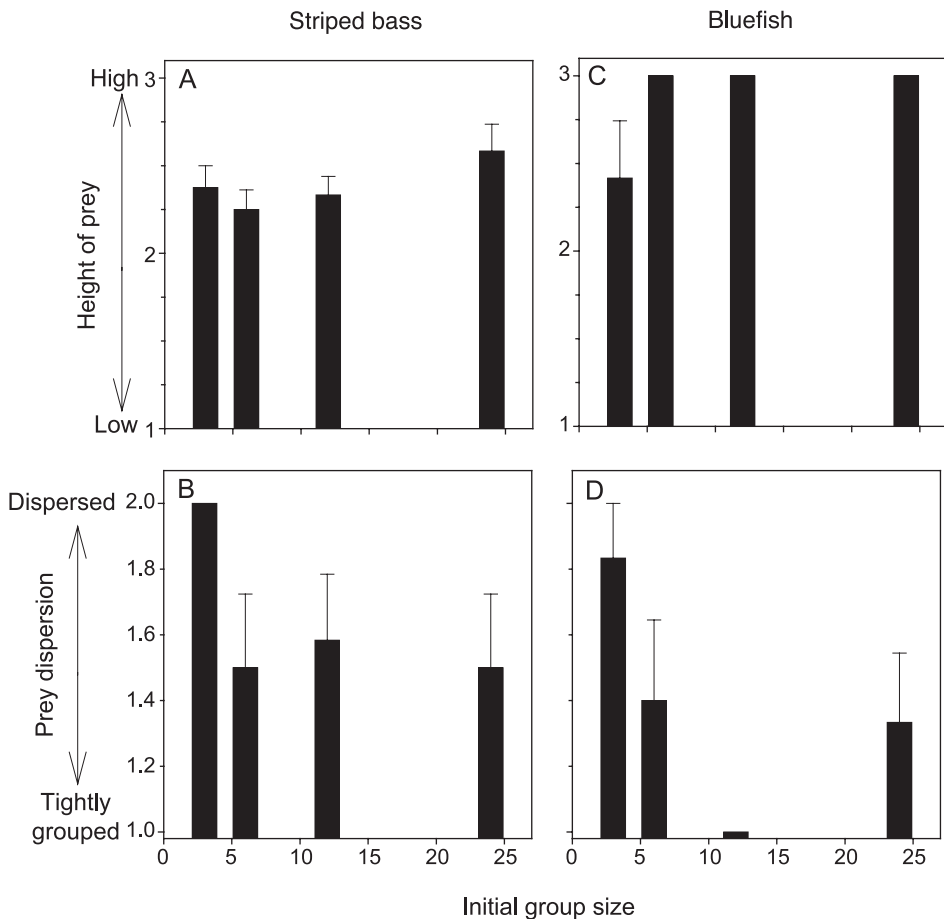 Striped bass
Bluefish
High
Height of prey
Low
A
3
2
1
C
3
2
1
Dispersed
Prey dispersion
Tightly
grouped
B
2.0
1.8
1.6
1.4
1.2
1.0
0 5 10 15 20 25
D
0 5 10 15 20 25
Initial group size